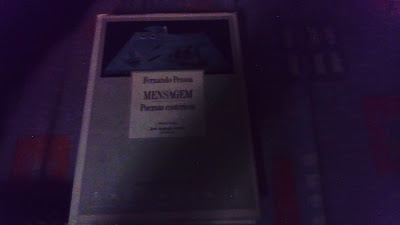 Fernando Pessoa
MENSAGEM
Poemas esotéricos